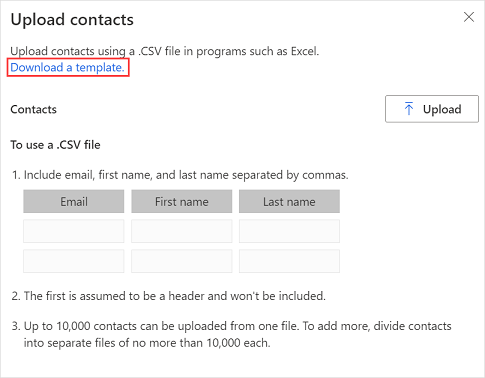 Upload contacts
Upload contacts using a .CSV file in programs such as Excel.
Download a template.
Contacts
Upload
To use a .CSV file
1. Include email, first name, and last name separated by commas.
Email First name Last name
2. The first is assumed to be a header and won't be included.
3. Up to 10,000 contacts can be uploaded from one file. To add more, divide contacts
into separate files of no more than 10,000 each.